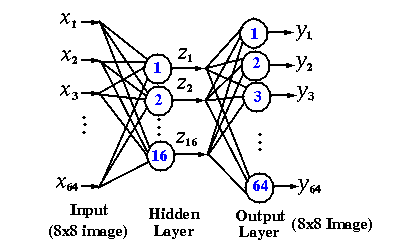 x1
x2
x3
⋮
x64
Input
(8x8 image)
1
2
⋮
16
Hidden
Layer
z1
z2
⋮
z16
1
2
3
⋮
64
Output
Layer
y1
y2
y3
y64
(8x8 Image)